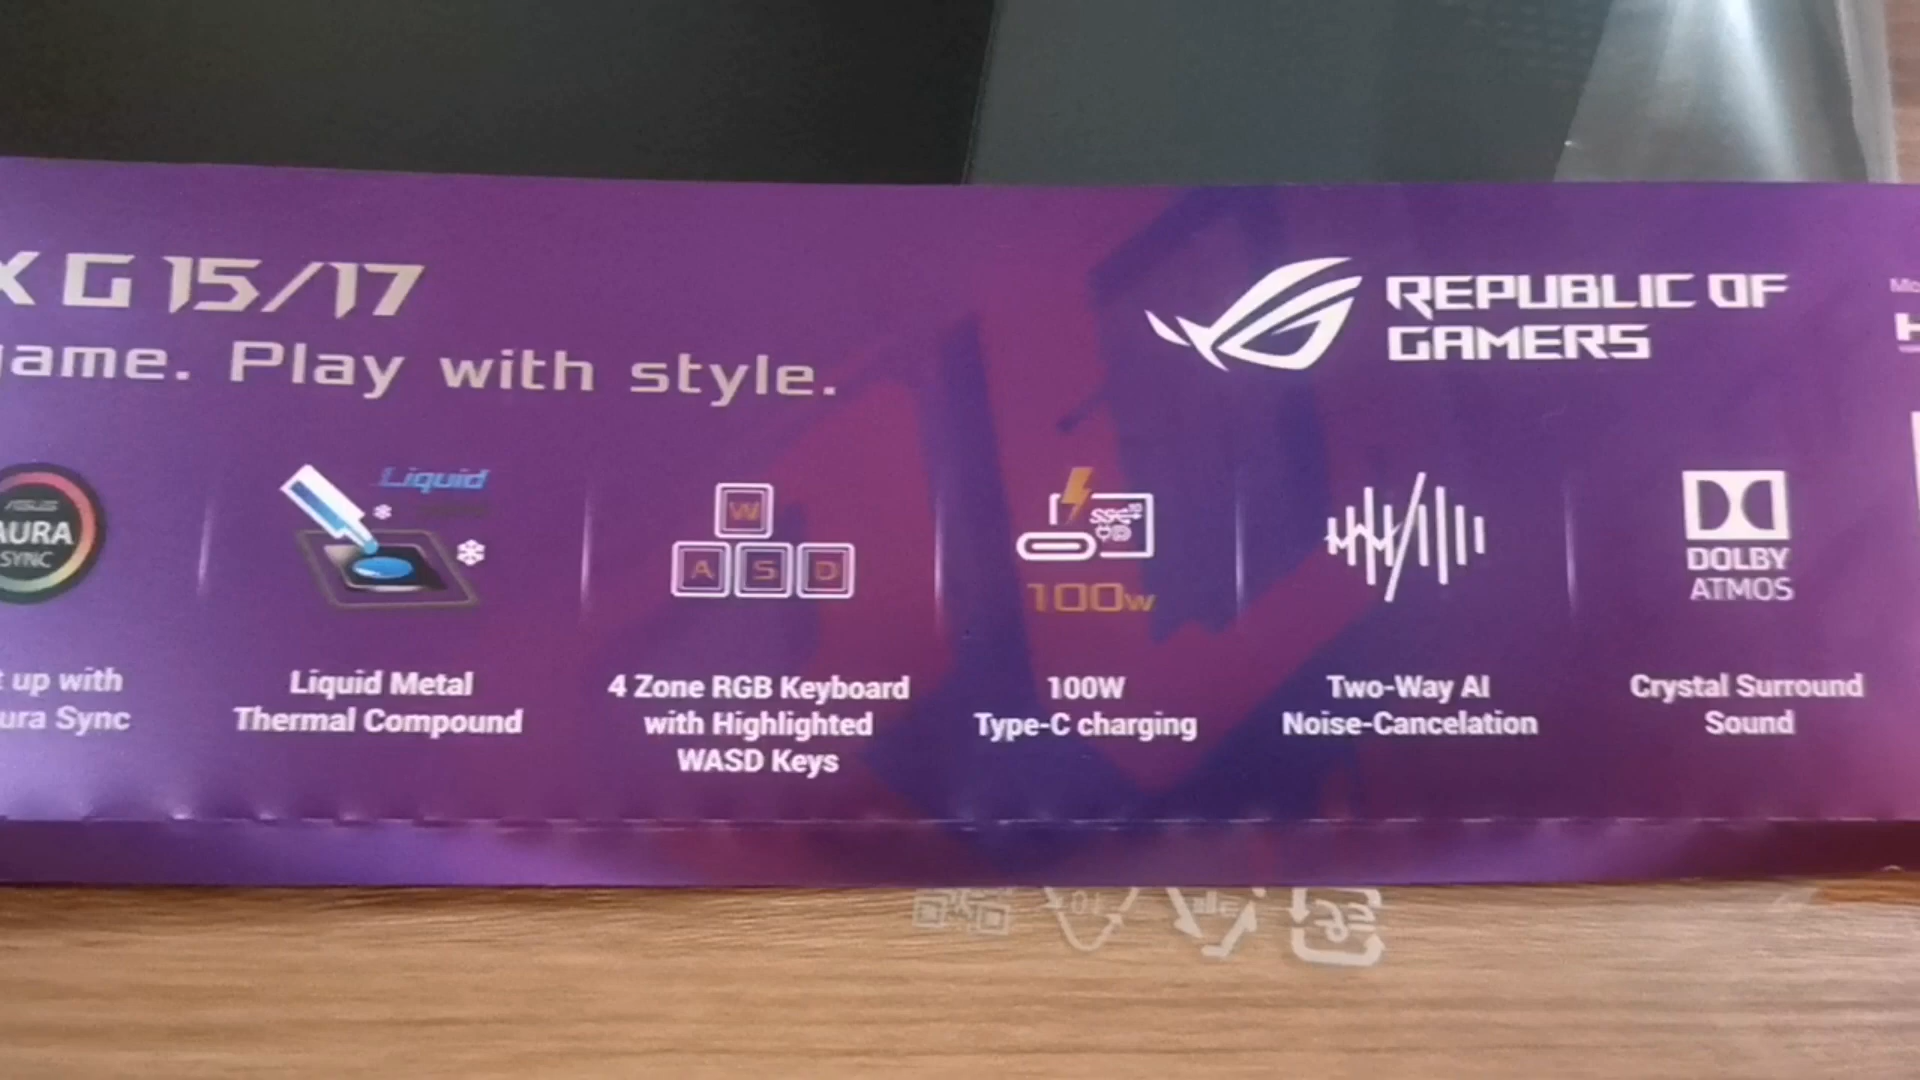 X G 15/17
game. Play with style.
REPUBLIC OF
GAMERS
ASUS
AURA
SYNC
Liquid
W
A S D
100W
DOLBY
ATMOS
up with
ura Sync
Liquid Metal
Thermal Compound
4 Zone RGB Keyboard
with Highlighted
WASD Keys
100W
Type-C charging
Two-Way AI
Noise-Cancelation
Crystal Surround
Sound